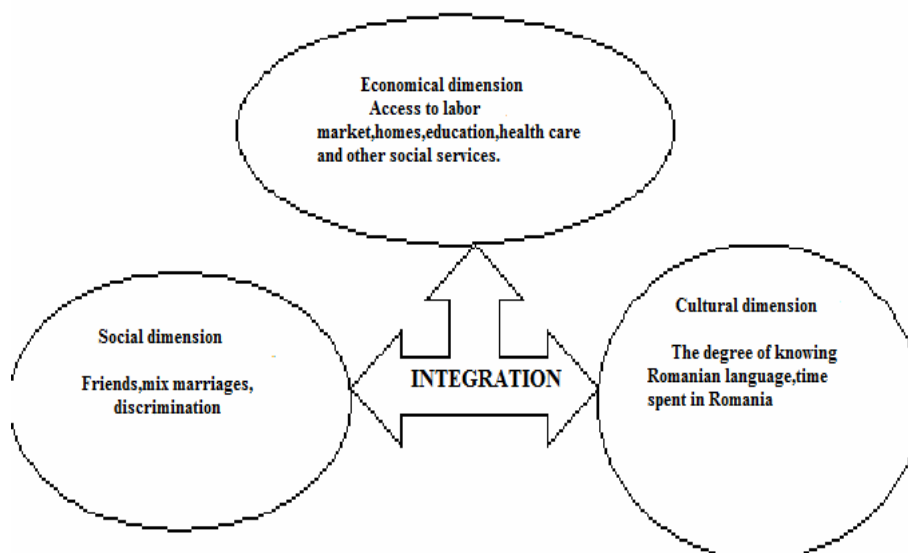 Economical dimension
Access to labor
market,homes,education,health care
and other social services.
Social dimension
Friends,mix marriages,
discrimination
INTEGRATION
Cultural dimension
The degree of knowing
Romanian language,time
spent in Romania